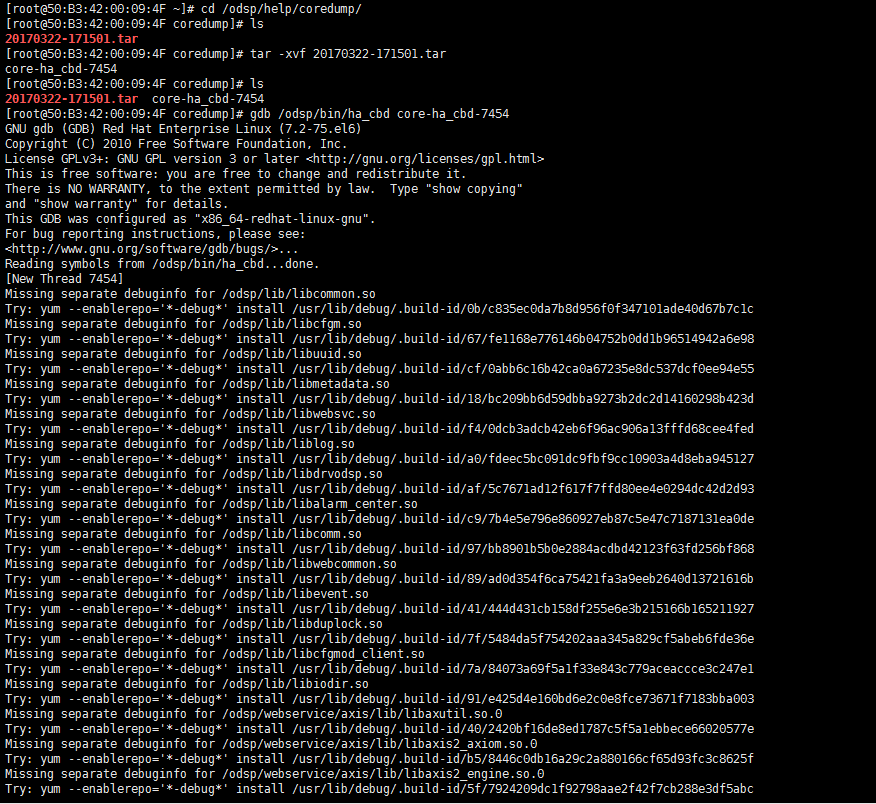 [root@50:B3:42:00:09:4F ~]# cd /odsp/help/coredump/
[root@50:B3:42:00:09:4F coredump]# ls
20170322-171501.tar
[root@50:B3:42:00:09:4F coredump]# tar -xvf 20170322-171501.tar
core-ha_cbd-7454
[root@50:B3:42:00:09:4F coredump]# ls
20170322-171501.tar  core-ha_cbd-7454
[root@50:B3:42:00:09:4F coredump]# gdb /odsp/bin/ha_cbd core-ha_cbd-7454
GNU gdb (GDB) Red Hat Enterprise Linux (7.2-75.el6)
Copyright (C) 2010 Free Software Foundation, Inc.
License GPLv3+: GNU GPL version 3 or later <http://gnu.org/licenses/gpl.html>
This is free software: you are free to change and redistribute it.
There is NO WARRANTY, to the extent permitted by law.  Type "show copying"
and "show warranty" for details.
This GDB was configured as "x86_64-redhat-linux-gnu".
For bug reporting instructions, please see:
<http://www.gnu.org/software/gdb/bugs/>...
Reading symbols from /odsp/bin/ha_cbd...done.
[New Thread 7454]
Missing separate debuginfo for /odsp/lib/libcommon.so
Try: yum --enablerepo='*-debug*' install /usr/lib/debug/.build-id/0b/c835ec0da7b8d956f0f347101ade40d67b7c1c
Missing separate debuginfo for /odsp/lib/libcfgm.so
Try: yum --enablerepo='*-debug*' install /usr/lib/debug/.build-id/67/fe1168e776146b04752b0dd1b96514942a6e98
Missing separate debuginfo for /odsp/lib/libuuid.so
Try: yum --enablerepo='*-debug*' install /usr/lib/debug/.build-id/cf/0abb6c16b42ca0a67235e8dc537dcf0ee94e55
Missing separate debuginfo for /odsp/lib/libmetadata.so
Try: yum --enablerepo='*-debug*' install /usr/lib/debug/.build-id/18/bc209bb6d59dbba9273b2dc2d14160298b423d
Missing separate debuginfo for /odsp/lib/libwebsvc.so
Try: yum --enablerepo='*-debug*' install /usr/lib/debug/.build-id/f4/0dcb3adcb42eb6f96ac906a13fffd68cee4fed
Missing separate debuginfo for /odsp/lib/liblog.so
Try: yum --enablerepo='*-debug*' install /usr/lib/debug/.build-id/a0/fdeec5bc091dc9fbf9cc10903a4d8eba945127
Missing separate debuginfo for /odsp/lib/libdrvodsp.so
Try: yum --enablerepo='*-debug*' install /usr/lib/debug/.build-id/af/5c7671ad12f617f7ffd80ee4e0294dc42d2d93
Missing separate debuginfo for /odsp/lib/libalarm_center.so
Try: yum --enablerepo='*-debug*' install /usr/lib/debug/.build-id/c9/7b4e5e796e860927eb87c5e47c7187131ea0de
Missing separate debuginfo for /odsp/lib/libcomm.so
Try: yum --enablerepo='*-debug*' install /usr/lib/debug/.build-id/97/bb8901b5b0e2884acdbd42123f63fd256bf868
Missing separate debuginfo for /odsp/lib/libwebcommon.so
Try: yum --enablerepo='*-debug*' install /usr/lib/debug/.build-id/89/ad0d354f6ca75421fa3a9eeb2640d13721616b
Missing separate debuginfo for /odsp/lib/libevent.so
Try: yum --enablerepo='*-debug*' install /usr/lib/debug/.build-id/41/444d431cb158df255e6e3b215166b165211927
Missing separate debuginfo for /odsp/lib/libduplock.so
Try: yum --enablerepo='*-debug*' install /usr/lib/debug/.build-id/7f/5484da5f754202aaa345a829cf5abeb6fde36e
Missing separate debuginfo for /odsp/lib/libcfgmod_client.so
Try: yum --enablerepo='*-debug*' install /usr/lib/debug/.build-id/7a/84073a69f5a1f33e843c779aceaccce3c247e1
Missing separate debuginfo for /odsp/lib/libiodir.so
Try: yum --enablerepo='*-debug*' install /usr/lib/debug/.build-id/91/e425d4e160bd6e2c0e8fce73671f7183bba003
Missing separate debuginfo for /odsp/webservice/axis/lib/libaxutil.so.0
Try: yum --enablerepo='*-debug*' install /usr/lib/debug/.build-id/40/2420bf16de8ed1787c5f5a1ebbece66020577e
Missing separate debuginfo for /odsp/webservice/axis/lib/libaxis2_axiom.so.0
Try: yum --enablerepo='*-debug*' install /usr/lib/debug/.build-id/b5/8446c0db16a29c2a880166cf65d93fc3c8625f
Missing separate debuginfo for /odsp/webservice/axis/lib/libaxis2_engine.so.0
Try: yum --enablerepo='*-debug*' install /usr/lib/debug/.build-id/5f/7924209dc1f92798aae2f42f7cb288e3df5abc